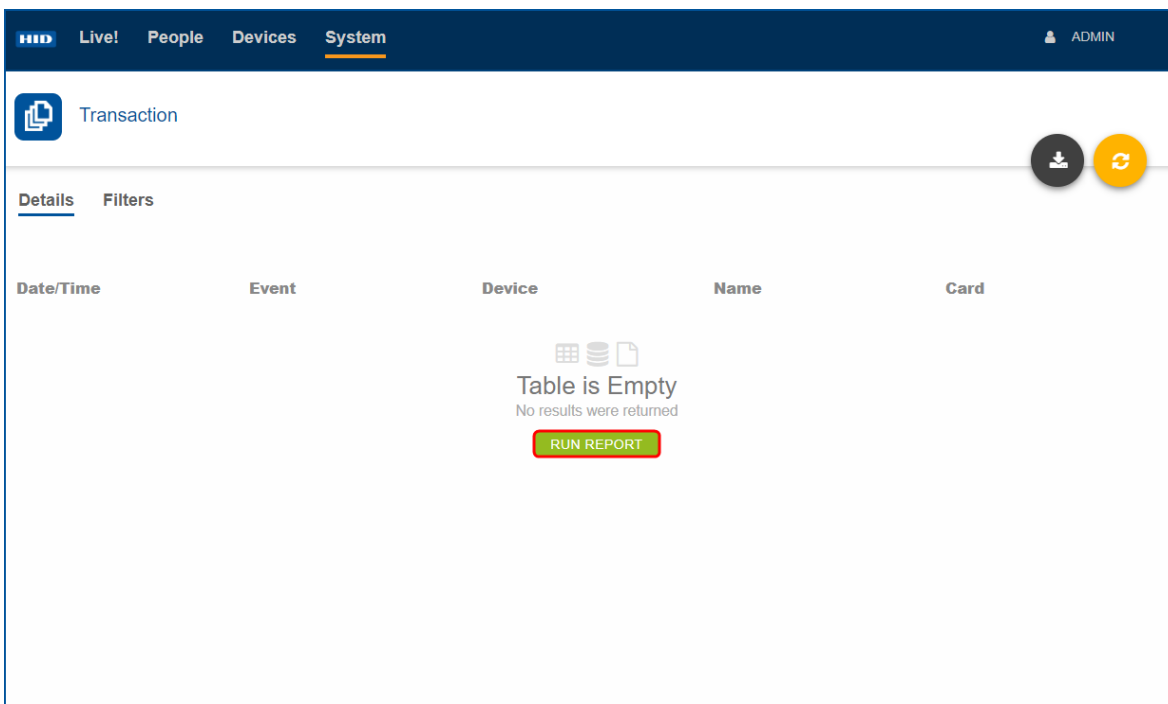 HID Live! People Devices System ADMIN
Transaction
Details Filters
Date/Time Event Device Name Card
Table is Empty
No results were returned
RUN REPORT